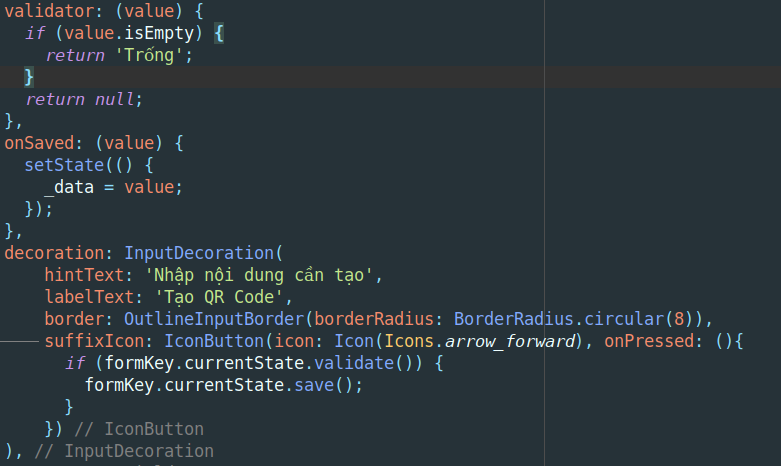 validator: (value) {
if (value.isEmpty) {
return 'Trống';
}
return null;
},
onSaved: (value) {
setState(() {
_data = value;
});
},
decoration: InputDecoration(
hintText: 'Nhập nội dung cần tạo',
labelText: 'Tạo QR Code',
border: OutlineInputBorder(borderRadius: BorderRadius.circular(8)),
suffixIcon: IconButton(icon: Icon(Icons.arrow_forward), onPressed: (){
if (formKey.currentState.validate()) {
formKey.currentState.save();
}
}) // IconButton
), // InputDecoration